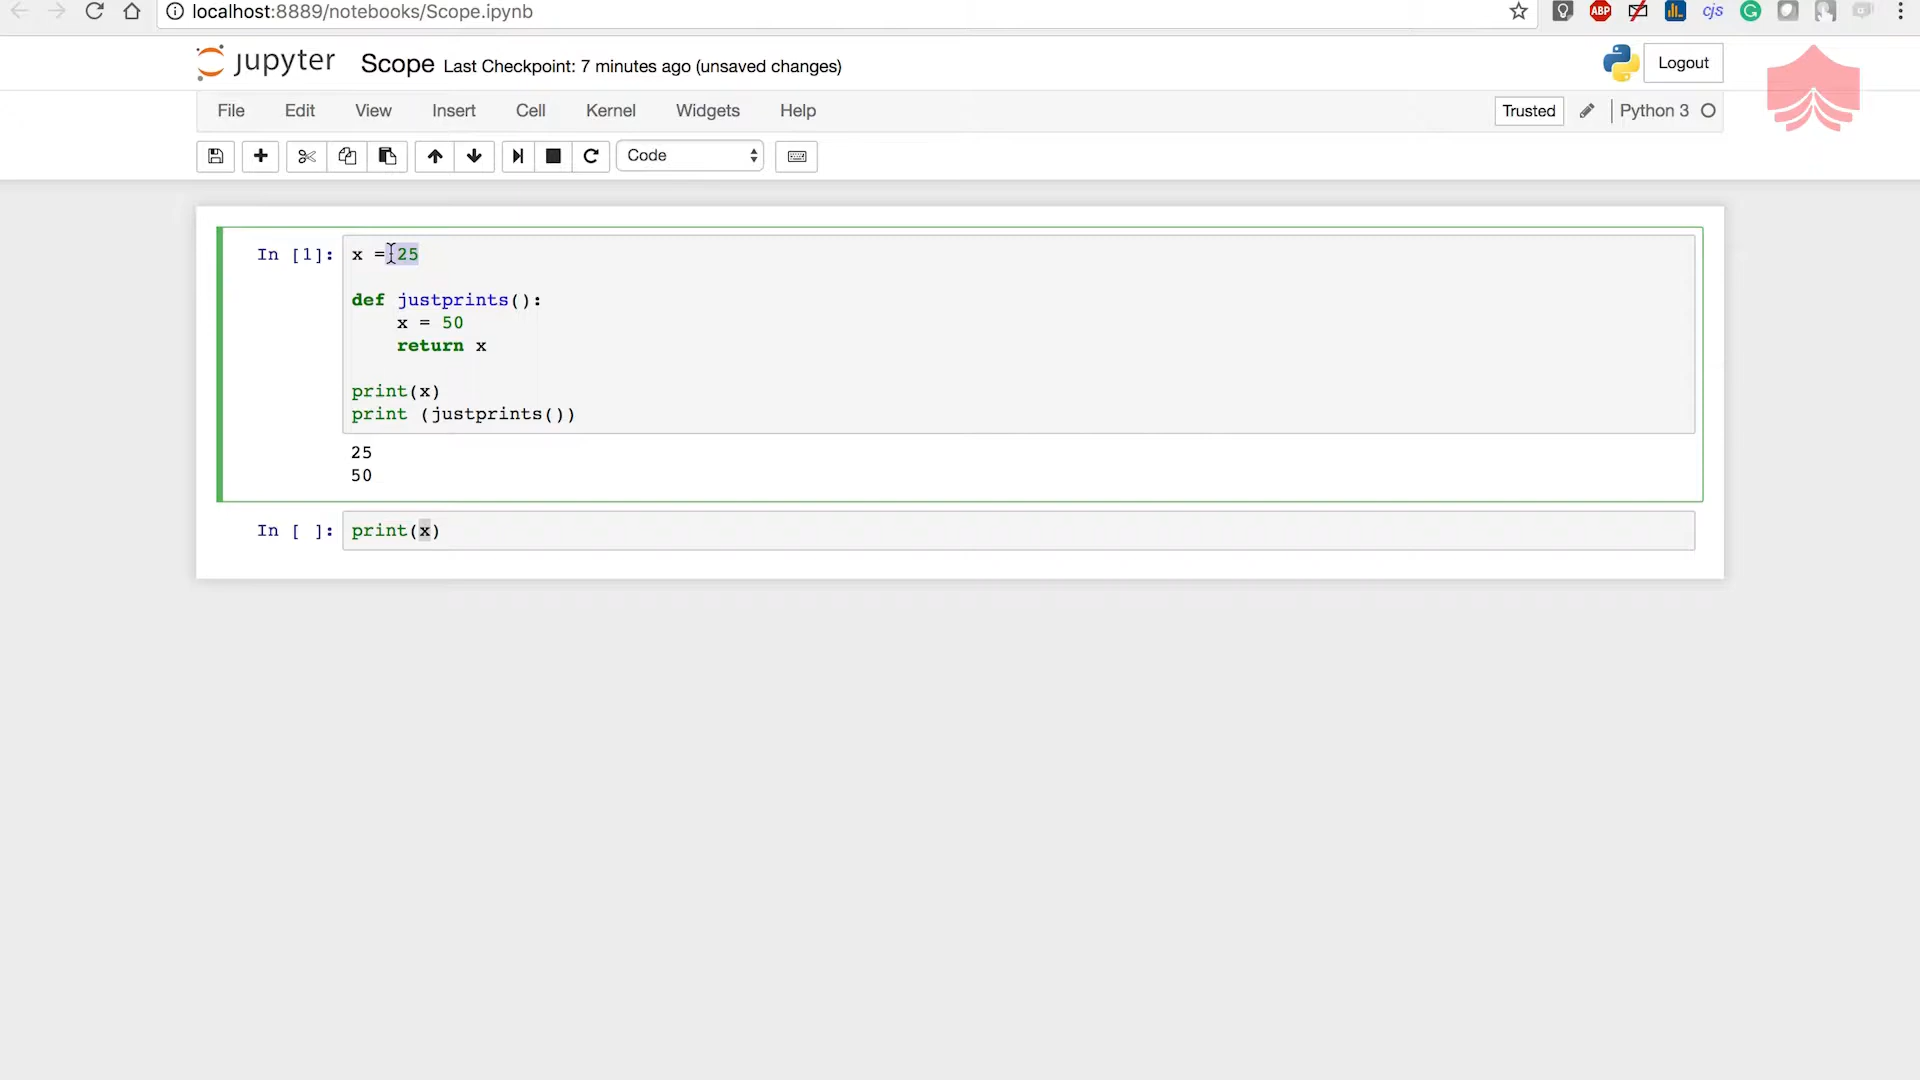 localhost:8889/notebooks/Scope.ipynb
ABP
cjs
jupyter Scope Last Checkpoint: 7 minutes ago (unsaved changes)
Logout
File Edit View Insert Cell Kernel Widgets Help
Trusted Python 3
Code
In [1]: x = 25
def justprints():
    x = 50
    return x
print(x)
print (justprints())
25
50
In [ ]: print(x)